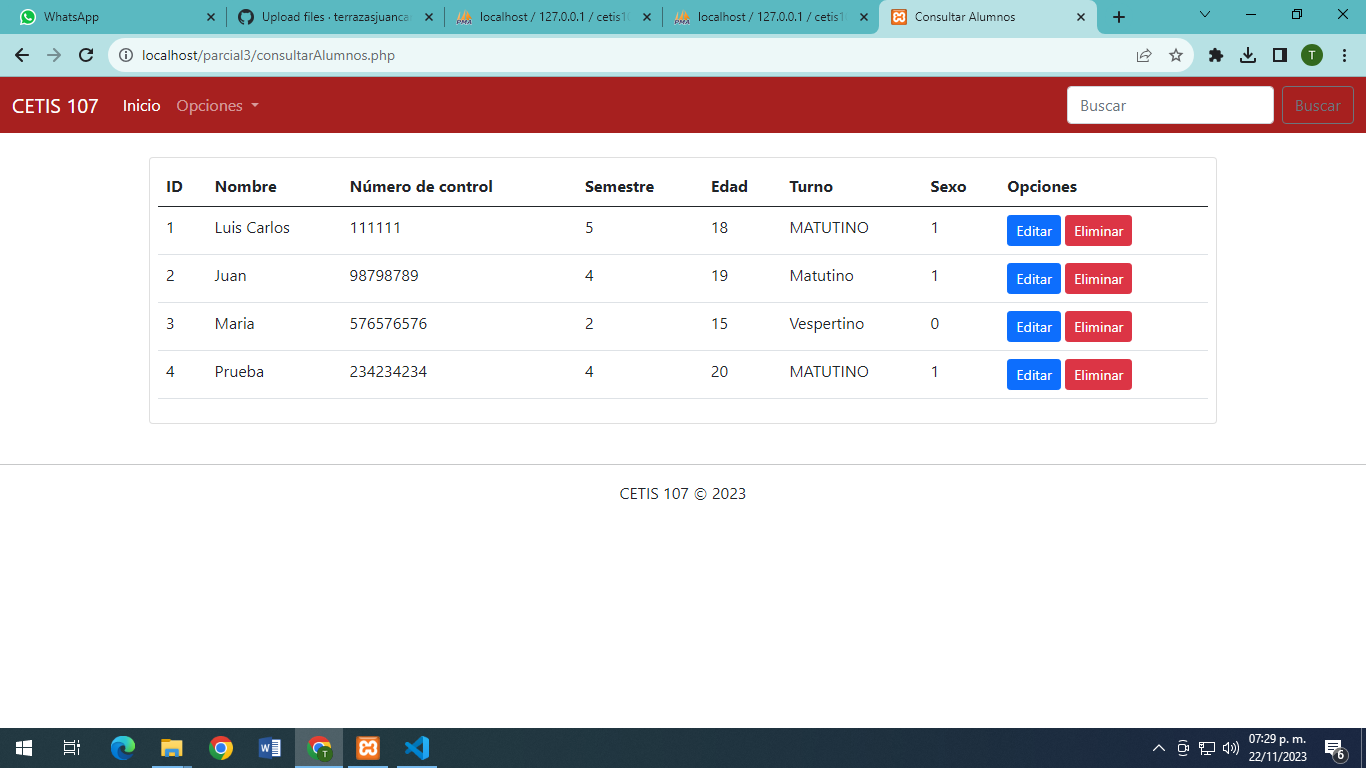 WhatsApp Upload files · terrazasjuanca localhost / 127.0.0.1 / cetis10 localhost / 127.0.0.1 / cetis10 Consultar Alumnos
localhost/parcial3/consultarAlumnos.php T
CETIS 107 Inicio Opciones Buscar Buscar
ID Nombre Número de control Semestre Edad Turno Sexo Opciones
1 Luis Carlos 111111 5 18 MATUTINO 1 Editar Eliminar
2 Juan 98798789 4 19 Matutino 1 Editar Eliminar
3 Maria 576576576 2 15 Vespertino 0 Editar Eliminar
4 Prueba 234234234 4 20 MATUTINO 1 Editar Eliminar
CETIS 107 © 2023
07:29 p. m.
22/11/2023
6